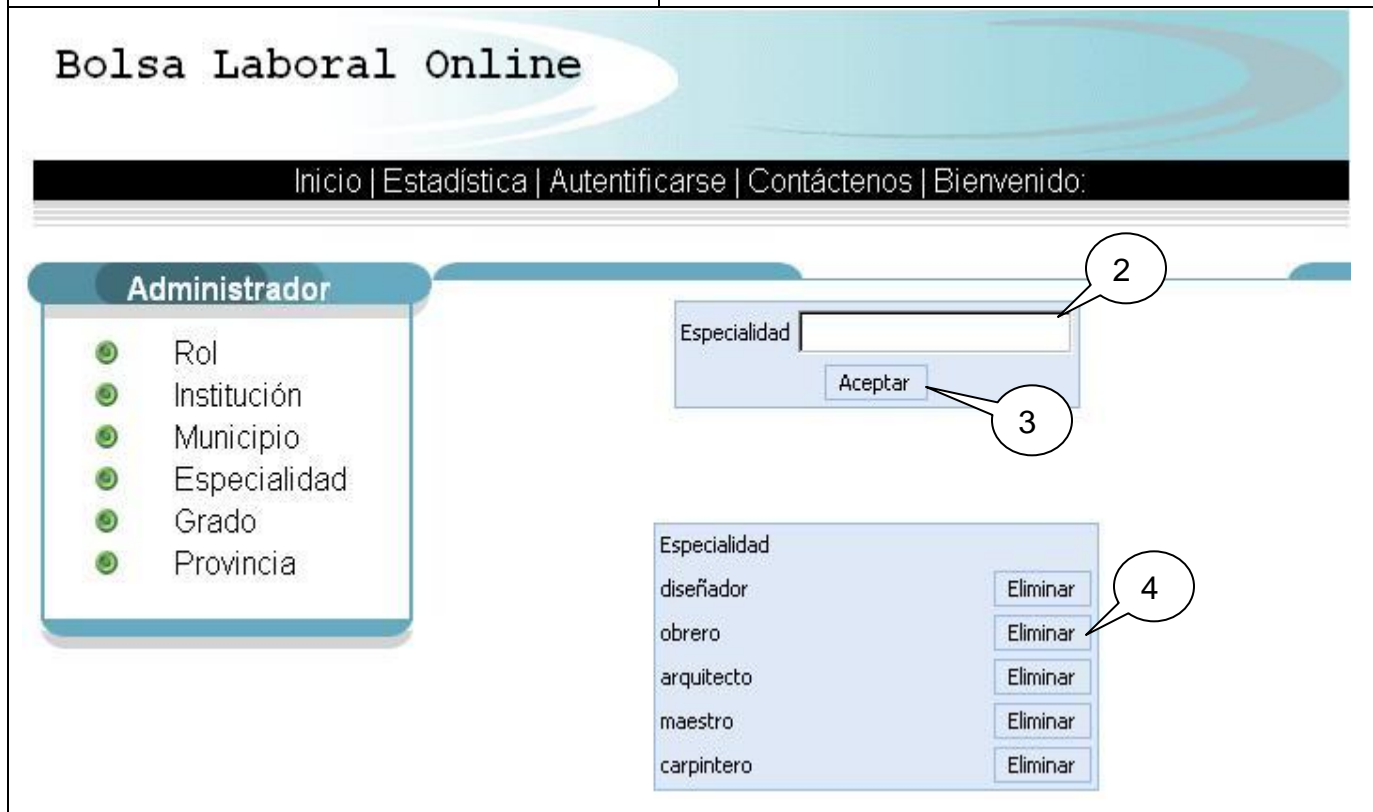 Bolsa Laboral Online
Inicio | Estadística | Autentificarse | Contáctenos | Bienvenido:
Administrador
Rol
Institución
Municipio
Especialidad
Grado
Provincia
2
Especialidad
Aceptar
3
Especialidad
diseñador Eliminar
4
obrero Eliminar
arquitecto Eliminar
maestro Eliminar
carpintero Eliminar